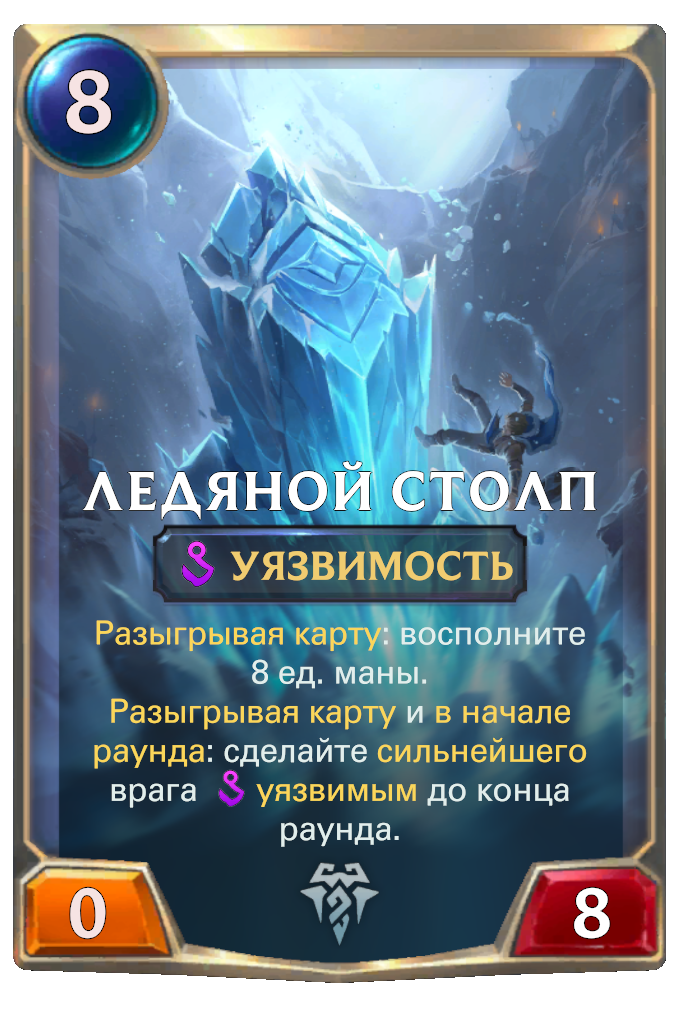 8
ЛЕДЯНОЙ СТОЛП
УЯЗВИМОСТЬ
Разыгрывая карту: восполните
8 ед. маны.
Разыгрывая карту и в начале
раунда: сделайте сильнейшего
врага уязвимым до конца
раунда.
0
8